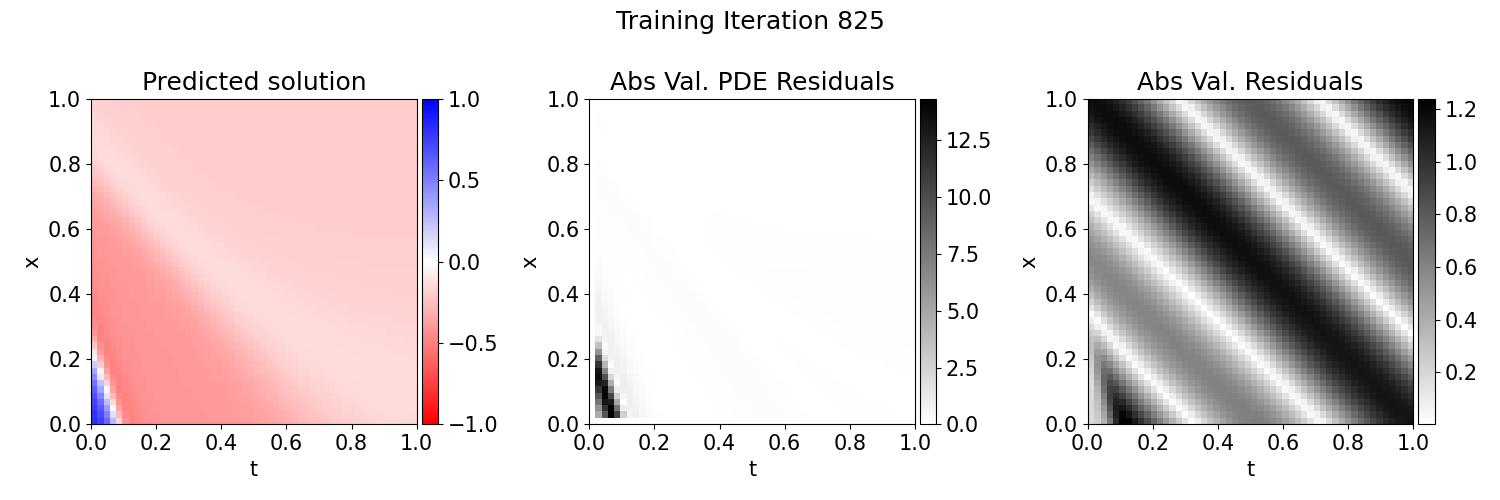 Training Iteration 825
Predicted solution
Abs Val. PDE Residuals
Abs Val. Residuals
x
1.0
0.8
0.6
0.4
0.2
0.0
0.0 0.2 0.4 0.6 0.8 1.0
t
1.0
0.5
0.0
−0.5
−1.0
x
1.0
0.8
0.6
0.4
0.2
0.0
0.0 0.2 0.4 0.6 0.8 1.0
t
12.5
10.0
7.5
5.0
2.5
0.0
x
1.0
0.8
0.6
0.4
0.2
0.0
0.0 0.2 0.4 0.6 0.8 1.0
t
1.2
1.0
0.8
0.6
0.4
0.2